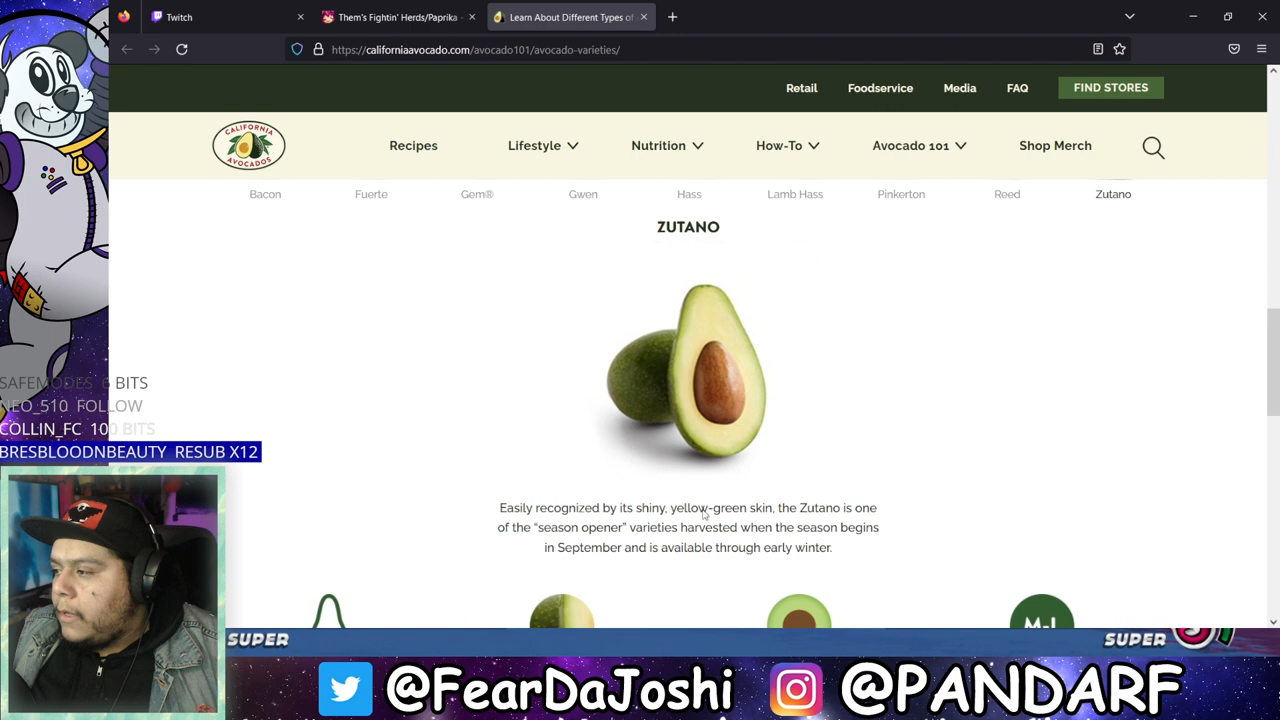 Twitch
Them's Fightin' Herds/Paprika -
Learn About Different Types of
https://californiaavocado.com/avocado101/avocado-varieties/
Retail Foodservice Media FAQ FIND STORES
CALIFORNIA AVOCADOS
Recipes Lifestyle Nutrition How-To Avocado 101 Shop Merch
Bacon Fuerte Gem® Gwen Hass Lamb Hass Pinkerton Reed Zutano
ZUTANO
Easily recognized by its shiny, yellow-green skin, the Zutano is one
of the “season opener” varieties harvested when the season begins
in September and is available through early winter.
SAFEMODES 6 BITS
NEO_510 FOLLOW
COLLIN_FC 100 BITS
BRESBLOODNBEAUTY RESUB X12
SUPER SUPER
@FearDaJoshi @PANDARF